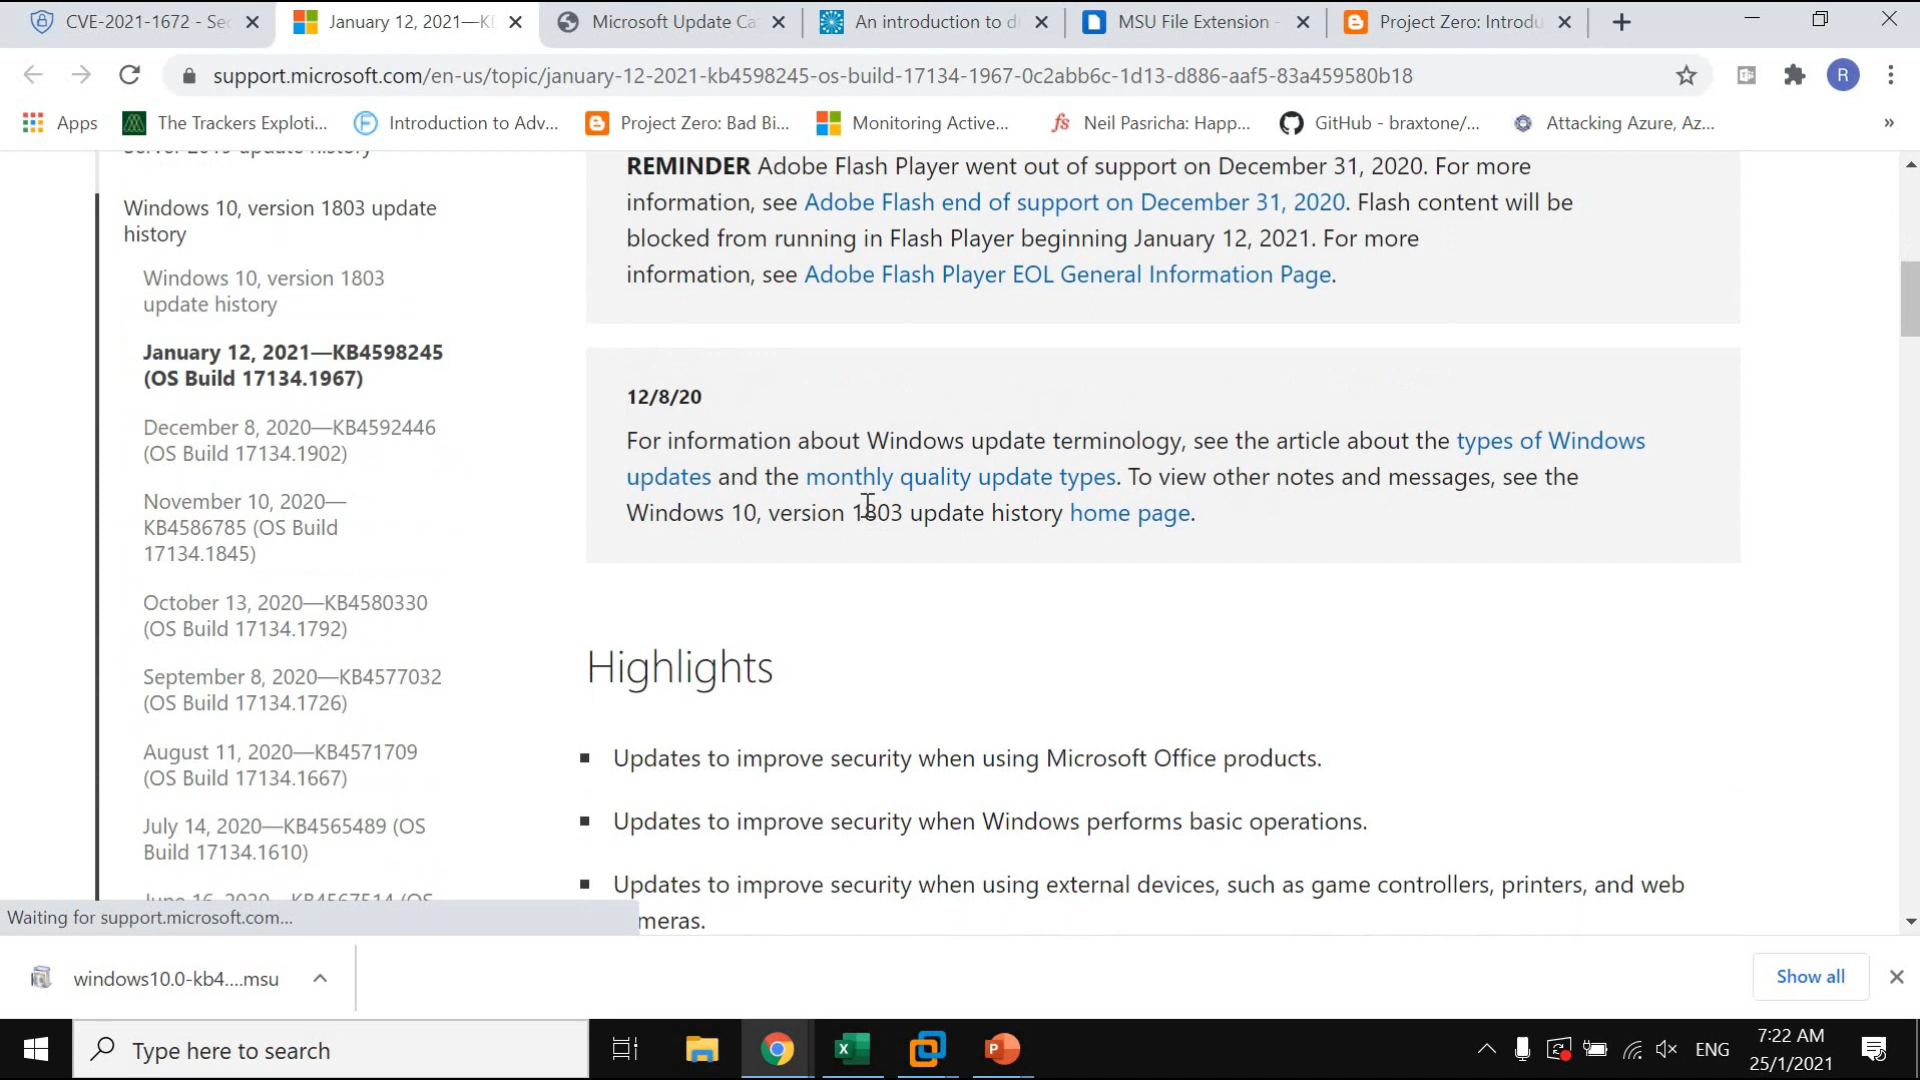 CVE-2021-1672 - Sec
January 12, 2021—KB
Microsoft Update Ca
An introduction to d
MSU File Extension -
Project Zero: Introdu
support.microsoft.com/en-us/topic/january-12-2021-kb4598245-os-build-17134-1967-0c2abb6c-1d13-d886-aaf5-83a459580b18
R
Apps
The Trackers Exploti...
Introduction to Adv...
Project Zero: Bad Bi...
Monitoring Active...
Neil Pasricha: Happ...
GitHub - braxtone/...
Attacking Azure, Az...
»
Server 2019 update history
Windows 10, version 1803 update
history
Windows 10, version 1803
update history
January 12, 2021—KB4598245
(OS Build 17134.1967)
December 8, 2020—KB4592446
(OS Build 17134.1902)
November 10, 2020—
KB4586785 (OS Build
17134.1845)
October 13, 2020—KB4580330
(OS Build 17134.1792)
September 8, 2020—KB4577032
(OS Build 17134.1726)
August 11, 2020—KB4571709
(OS Build 17134.1667)
July 14, 2020—KB4565489 (OS
Build 17134.1610)
June 16, 2020—KB4567514 (OS
REMINDER Adobe Flash Player went out of support on December 31, 2020. For more
information, see Adobe Flash end of support on December 31, 2020. Flash content will be
blocked from running in Flash Player beginning January 12, 2021. For more
information, see Adobe Flash Player EOL General Information Page.
12/8/20
For information about Windows update terminology, see the article about the types of Windows
updates and the monthly quality update types. To view other notes and messages, see the
Windows 10, version 1803 update history home page.
Highlights
Updates to improve security when using Microsoft Office products.
Updates to improve security when Windows performs basic operations.
Updates to improve security when using external devices, such as game controllers, printers, and web
meras.
Waiting for support.microsoft.com...
windows10.0-kb4....msu
Show all
Type here to search
ENG
7:22 AM
25/1/2021